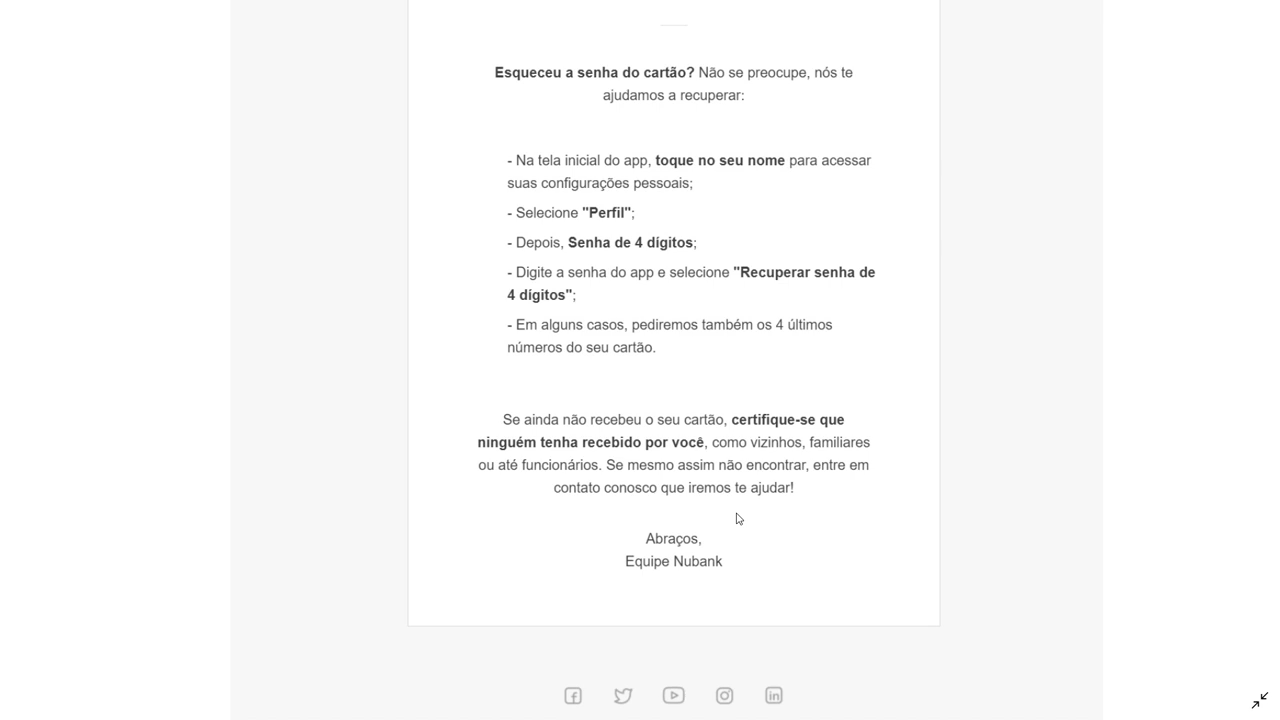 Esqueceu a senha do cartão? Não se preocupe, nós te
ajudamos a recuperar:
- Na tela inicial do app, toque no seu nome para acessar
suas configurações pessoais;
- Selecione "Perfil";
- Depois, Senha de 4 dígitos;
- Digite a senha do app e selecione "Recuperar senha de
4 dígitos";
- Em alguns casos, pediremos também os 4 últimos
números do seu cartão.
Se ainda não recebeu o seu cartão, certifique-se que
ninguém tenha recebido por você, como vizinhos, familiares
ou até funcionários. Se mesmo assim não encontrar, entre em
contato conosco que iremos te ajudar!
Abraços,
Equipe Nubank